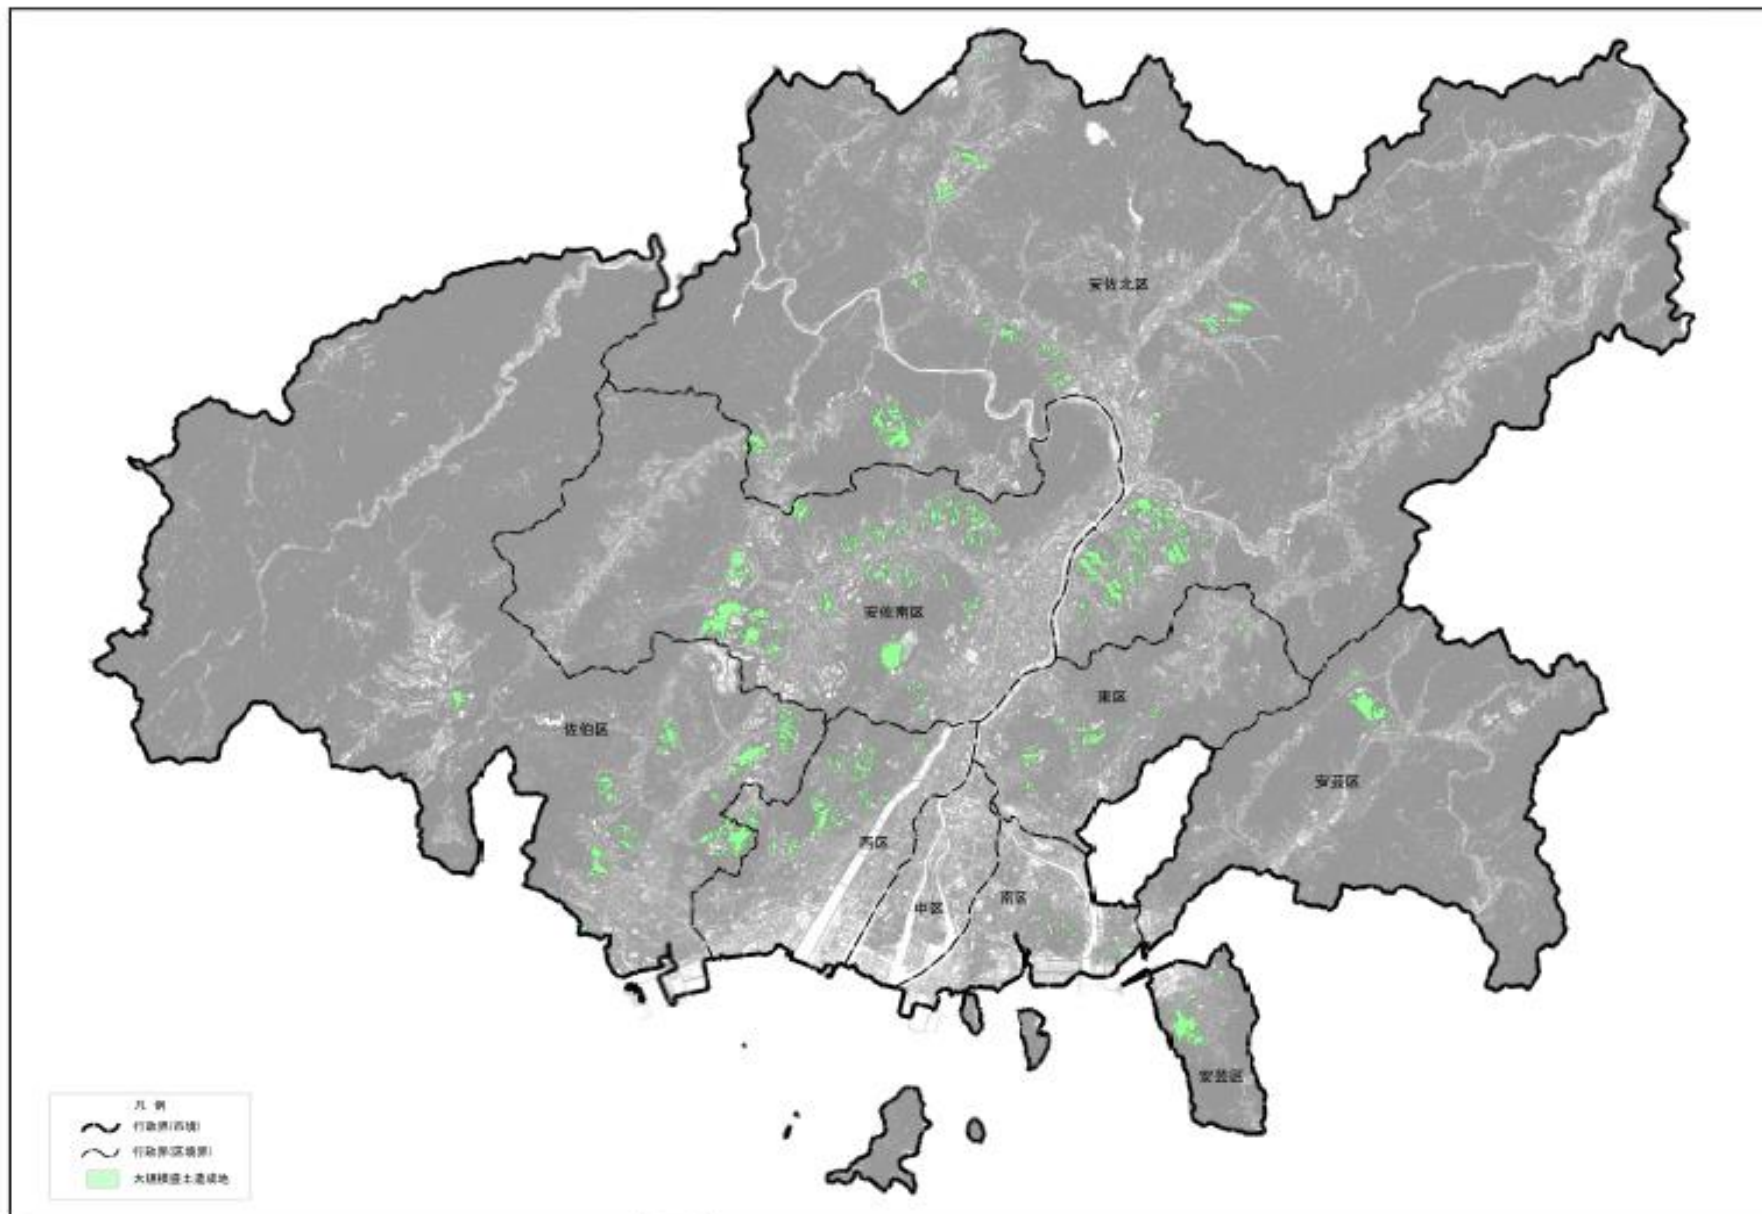 安佐北区
安佐南区
東区
佐伯区
安芸区
西区
中区
南区
安芸区
凡 例
行政界(市境)
行政界(区境界)
大規模盛土造成地